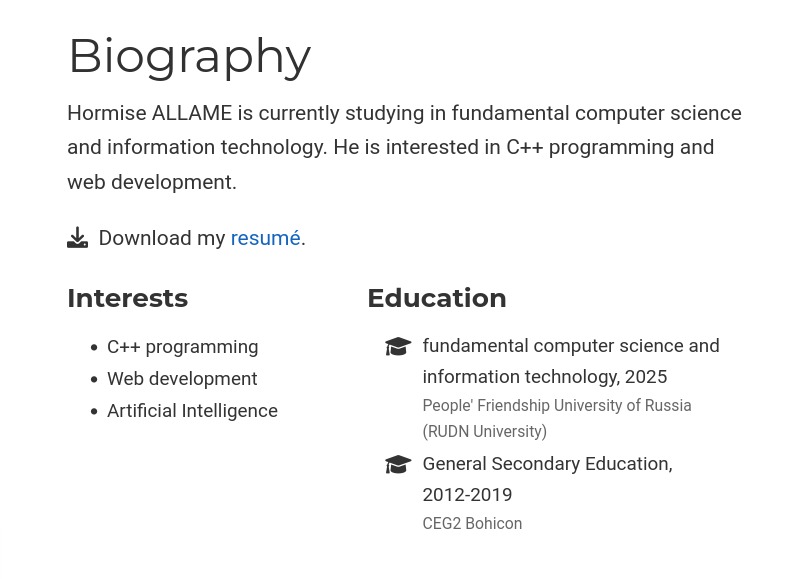 Biography
Hormise ALLAME is currently studying in fundamental computer science
and information technology. He is interested in C++ programming and
web development.
Download my resumé.
Interests
C++ programming
Web development
Artificial Intelligence
Education
fundamental computer science and
information technology, 2025
People' Friendship University of Russia
(RUDN University)
General Secondary Education,
2012-2019
CEG2 Bohicon